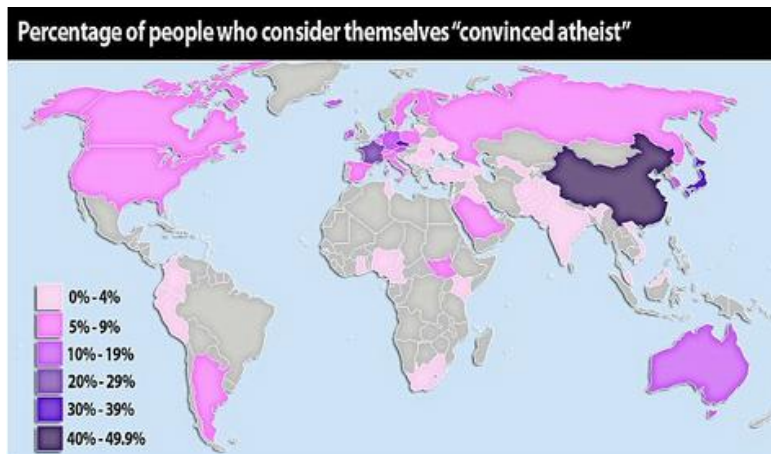 Percentage of people who consider themselves “convinced atheist”
0% - 4%
5% - 9%
10% - 19%
20% - 29%
30% - 39%
40% - 49.9%